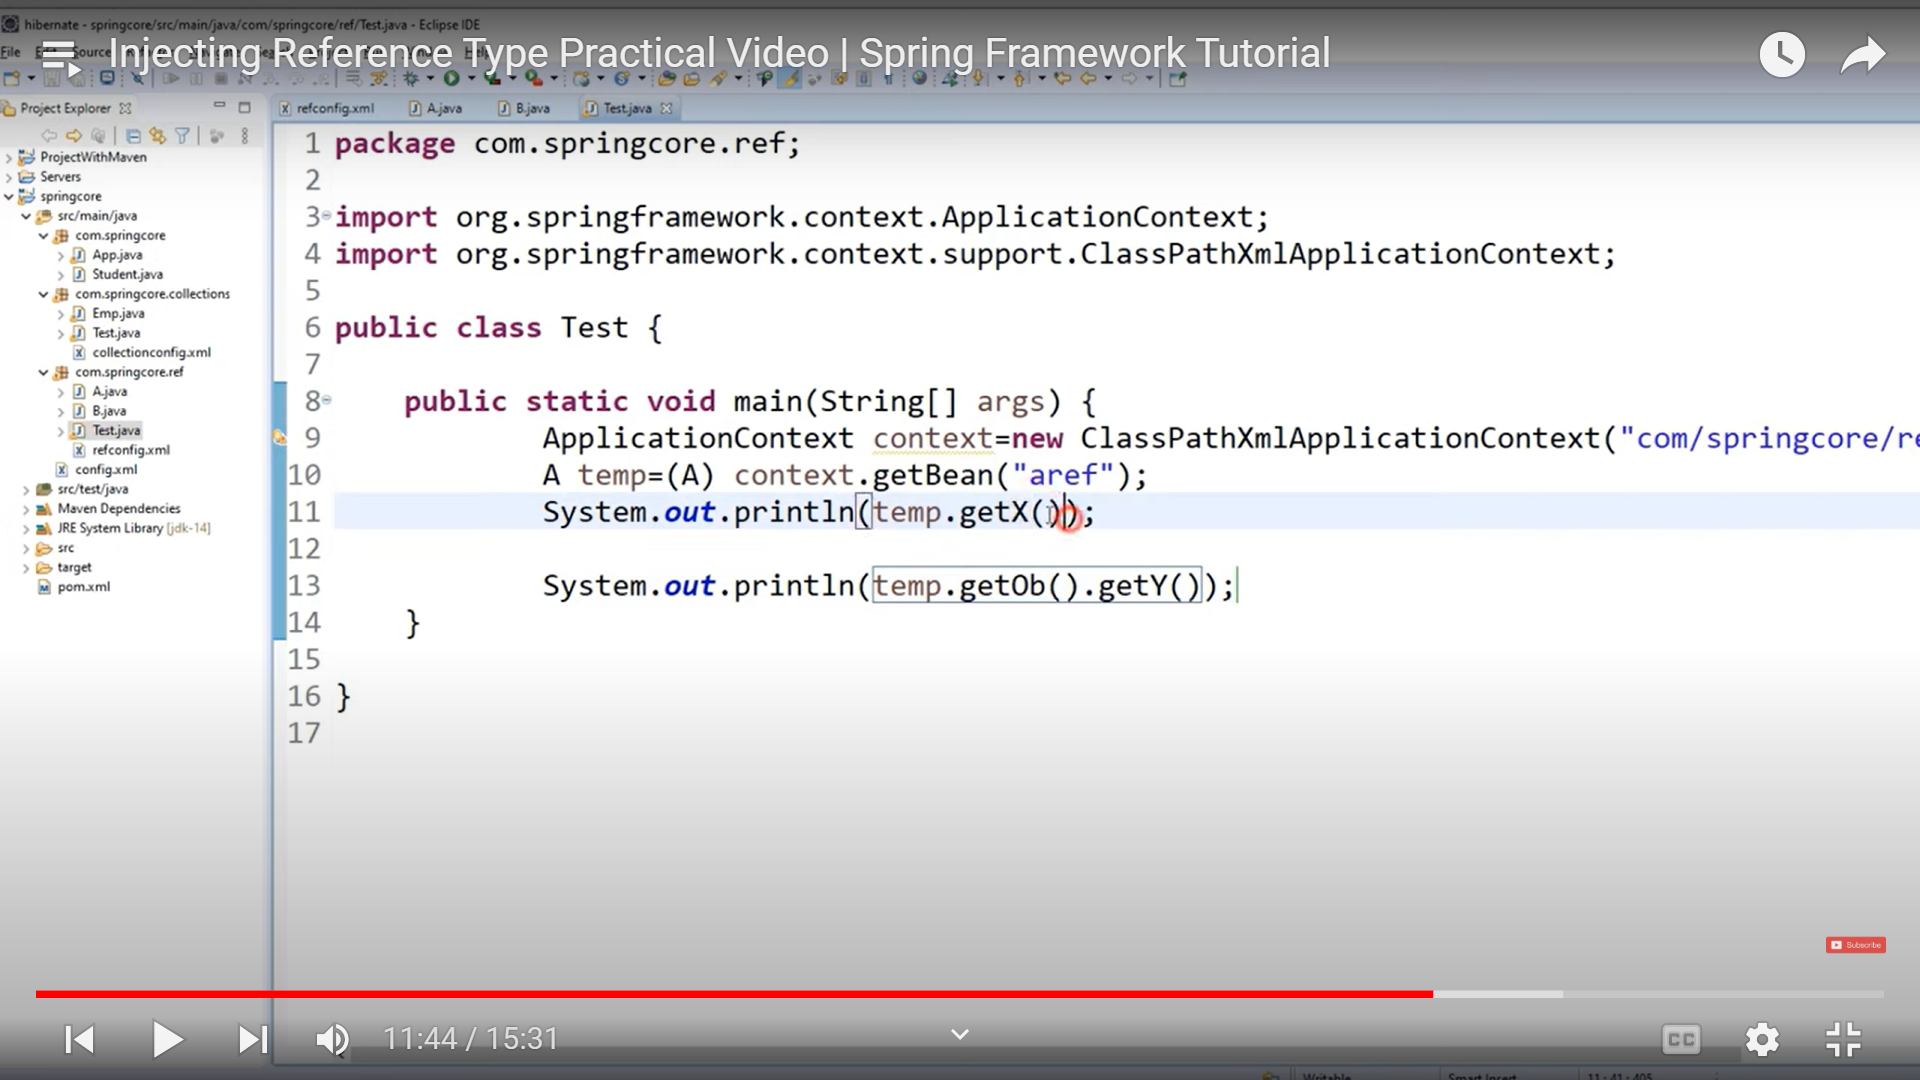 hibernate - springcore/src/main/java/com/springcore/ref/Test.java - Eclipse IDE
Injecting Reference Type Practical Video | Spring Framework Tutorial
Project Explorer
refconfig.xml
A.java
B.java
Test.java
ProjectWithMaven
Servers
springcore
src/main/java
com.springcore
App.java
Student.java
com.springcore.collections
Emp.java
Test.java
collectionconfig.xml
com.springcore.ref
A.java
B.java
Test.java
refconfig.xml
config.xml
src/test/java
Maven Dependencies
JRE System Library [jdk-14]
src
target
pom.xml
1 package com.springcore.ref;
2
3 import org.springframework.context.ApplicationContext;
4 import org.springframework.context.support.ClassPathXmlApplicationContext;
5
6 public class Test {
7
8 public static void main(String[] args) {
9 ApplicationContext context=new ClassPathXmlApplicationContext("com/springcore/re
10 A temp=(A) context.getBean("aref");
11 System.out.println(temp.getX());
12
13 System.out.println(temp.getOb().getY());
14 }
15
16 }
17
Subscribe
11:44 / 15:31
CC
Writable
Smart Insert
11 : 41 : 405